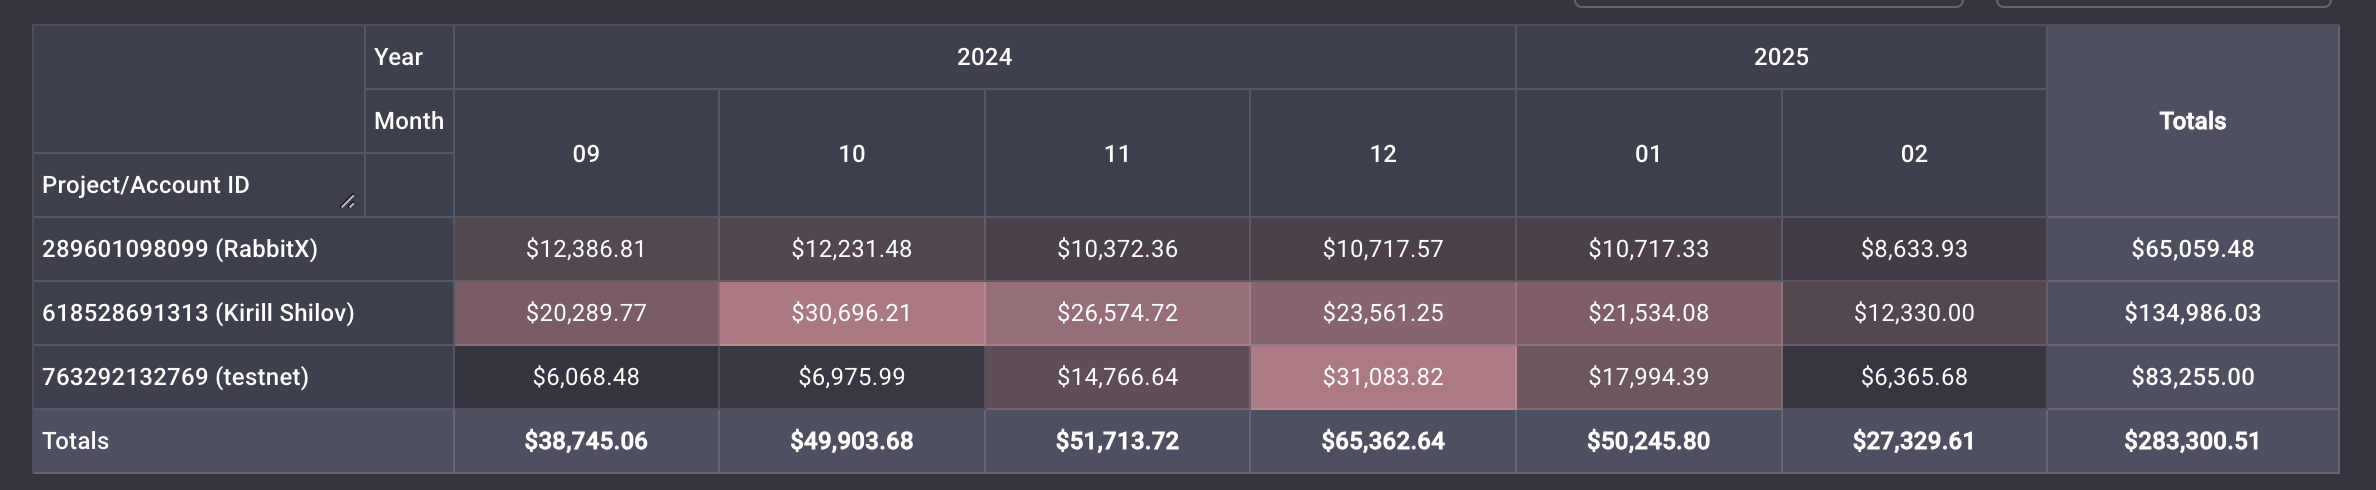 Year 2024 2025
Totals
Month
09 10 11 12 01 02
Project/Account ID
289601098099 (RabbitX) $12,386.81 $12,231.48 $10,372.36 $10,717.57 $10,717.33 $8,633.93 $65,059.48
618528691313 (Kirill Shilov) $20,289.77 $30,696.21 $26,574.72 $23,561.25 $21,534.08 $12,330.00 $134,986.03
763292132769 (testnet) $6,068.48 $6,975.99 $14,766.64 $31,083.82 $17,994.39 $6,365.68 $83,255.00
Totals $38,745.06 $49,903.68 $51,713.72 $65,362.64 $50,245.80 $27,329.61 $283,300.51